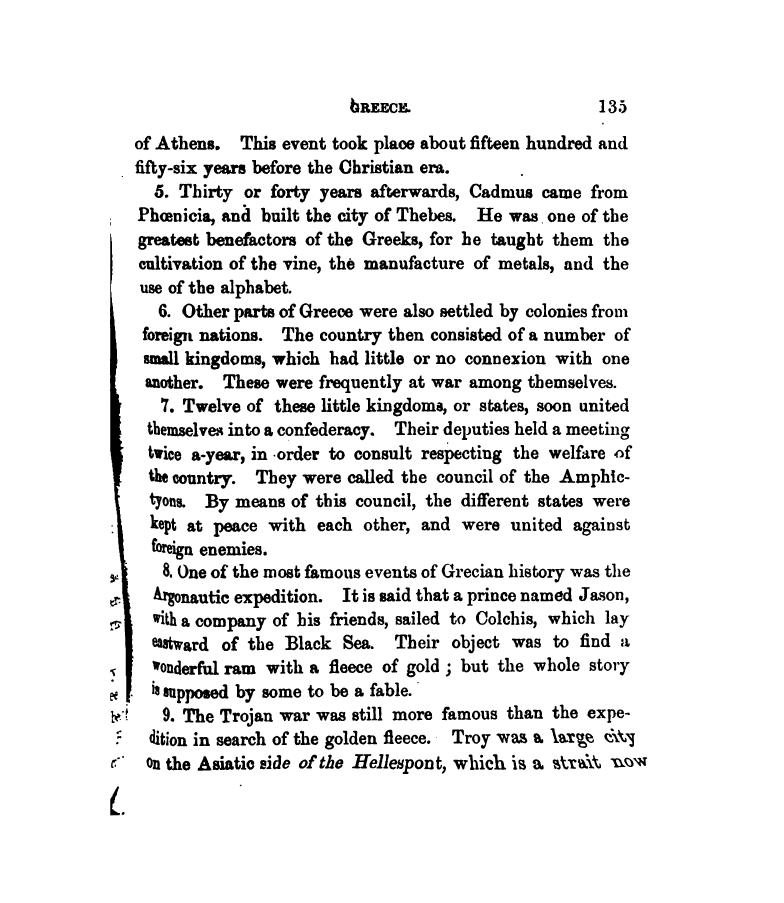 GREECE. 135
of Athens. This event took place about fifteen hundred and
fifty-six years before the Christian era.
5. Thirty or forty years afterwards, Cadmus came from
Phœnicia, and built the city of Thebes. He was one of the
greatest benefactors of the Greeks, for he taught them the
cultivation of the vine, the manufacture of metals, and the
use of the alphabet.
6. Other parts of Greece were also settled by colonies from
foreign nations. The country then consisted of a number of
small kingdoms, which had little or no connexion with one
another. These were frequently at war among themselves.
7. Twelve of these little kingdoms, or states, soon united
themselves into a confederacy. Their deputies held a meeting
twice a-year, in order to consult respecting the welfare of
the country. They were called the council of the Amphic-
tyons. By means of this council, the different states were
kept at peace with each other, and were united against
foreign enemies.
8. One of the most famous events of Grecian history was the
Argonautic expedition. It is said that a prince named Jason,
with a company of his friends, sailed to Colchis, which lay
eastward of the Black Sea. Their object was to find a
wonderful ram with a fleece of gold; but the whole story
is supposed by some to be a fable.
9. The Trojan war was still more famous than the expe-
dition in search of the golden fleece. Troy was a large city
on the Asiatic side of the Hellespont, which is a strait now